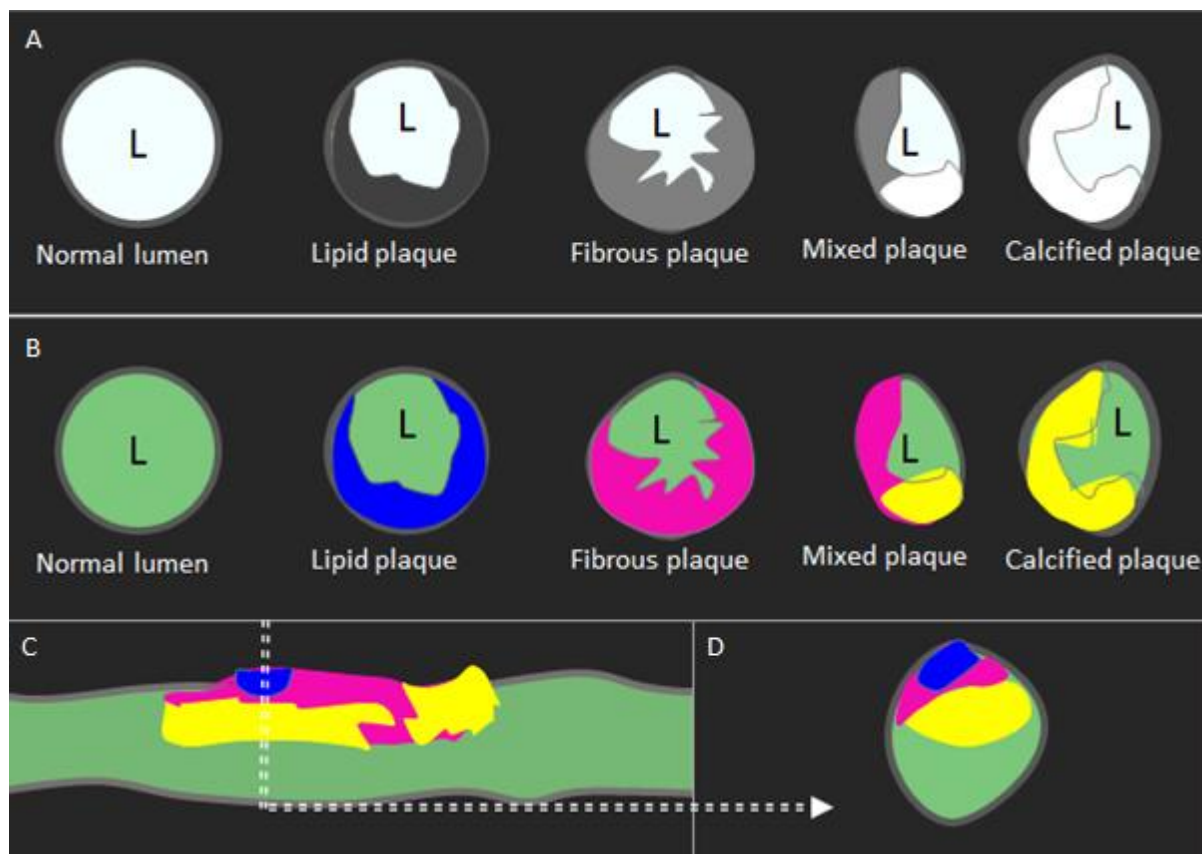 A
L
L
L
L
L
Normal lumen
Lipid plaque
Fibrous plaque
Mixed plaque
Calcified plaque
B
L
L
L
L
L
Normal lumen
Lipid plaque
Fibrous plaque
Mixed plaque
Calcified plaque
C
D